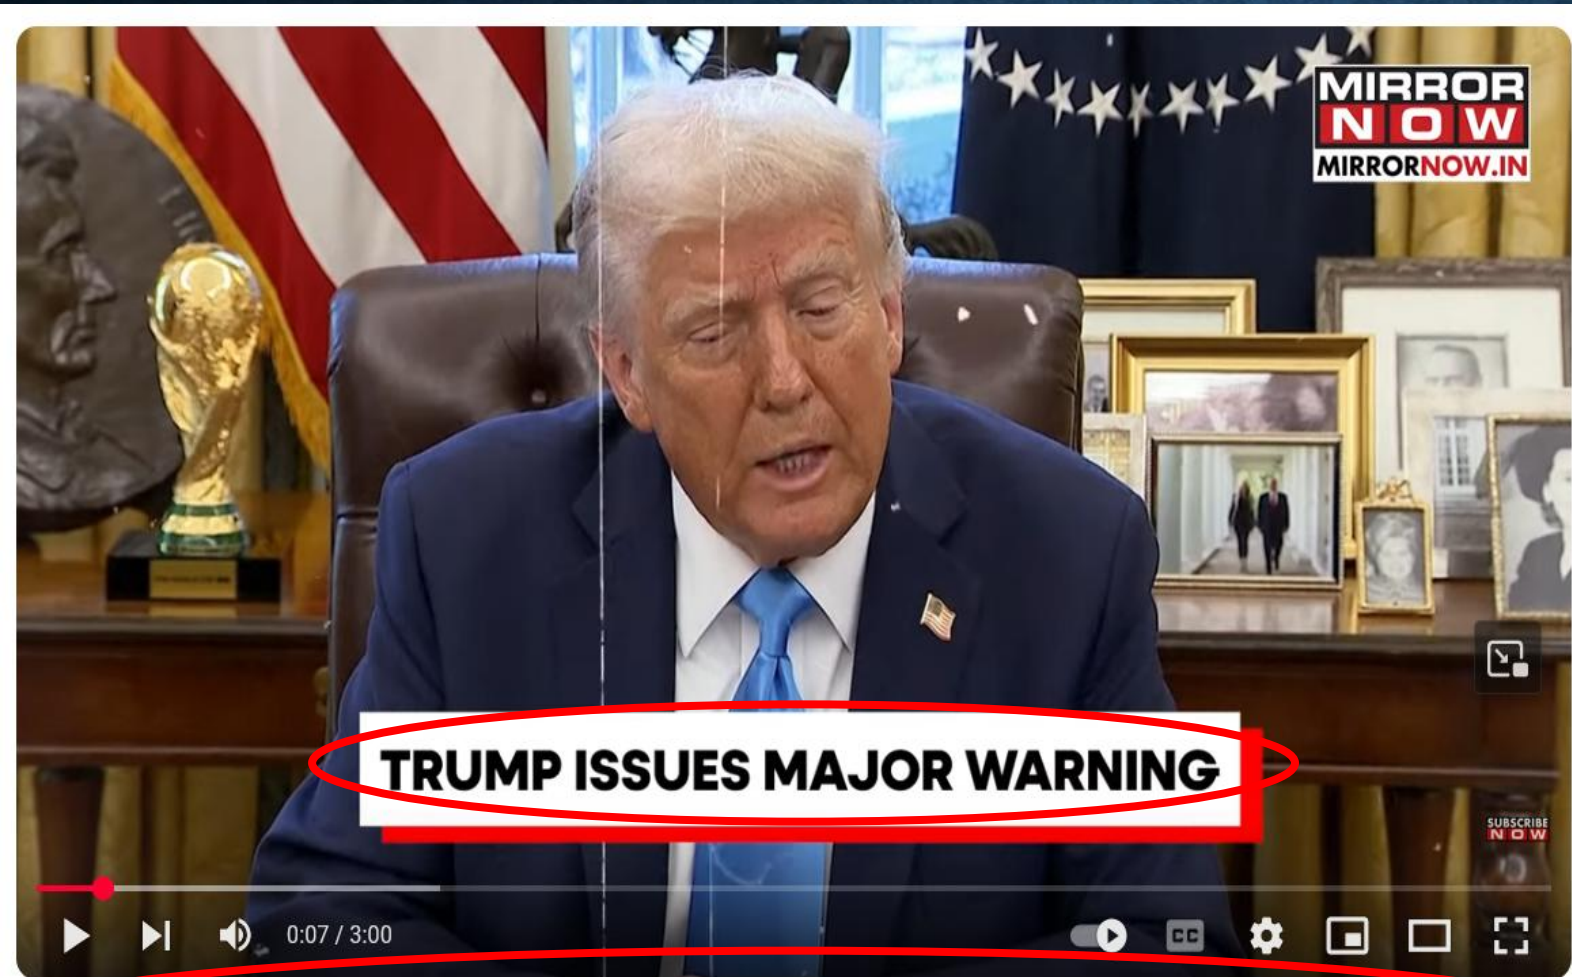 MIRROR
NOW
MIRRORNOW.IN
TRUMP ISSUES MAJOR WARNING
SUBSCRIBE
NOW
0:07 / 3:00
CC